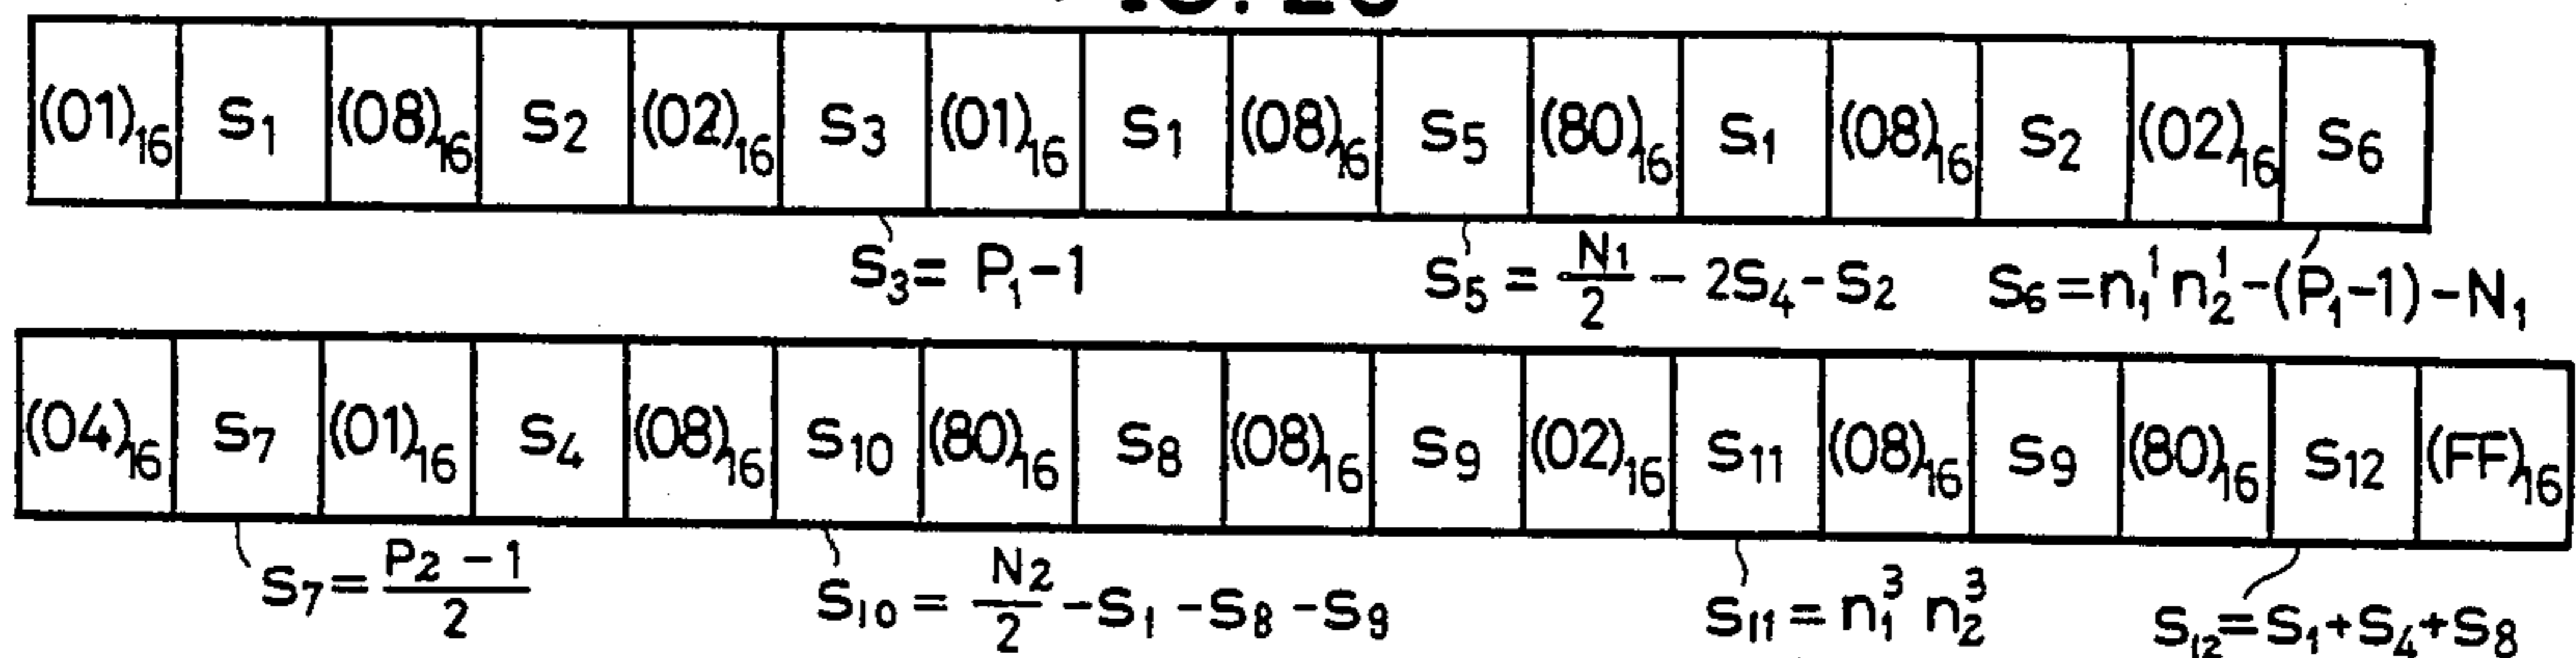 (01)₁₆ S₁ (08)₁₆ S₂ (02)₁₆ S₃ (01)₁₆ S₁ (08)₁₆ S₅ (80)₁₆ S₁ (08)₁₆ S₂ (02)₁₆ S₆
S₃ = P₁-1 S₅ = N₁/2 - 2S₄ - S₂ S₆ = n₁¹ n₂¹ - (P₁-1) - N₁
(04)₁₆ S₇ (01)₁₆ S₄ (08)₁₆ S₁₀ (80)₁₆ S₈ (08)₁₆ S₉ (02)₁₆ S₁₁ (08)₁₆ S₉ (80)₁₆ S₁₂ (FF)₁₆
S₇ = P₂ - 1/2 S₁₀ = N₂/2 - S₁ - S₈ - S₉ S₁₁ = n₁³ n₂³ S₁₂ = S₁ + S₄ + S₈